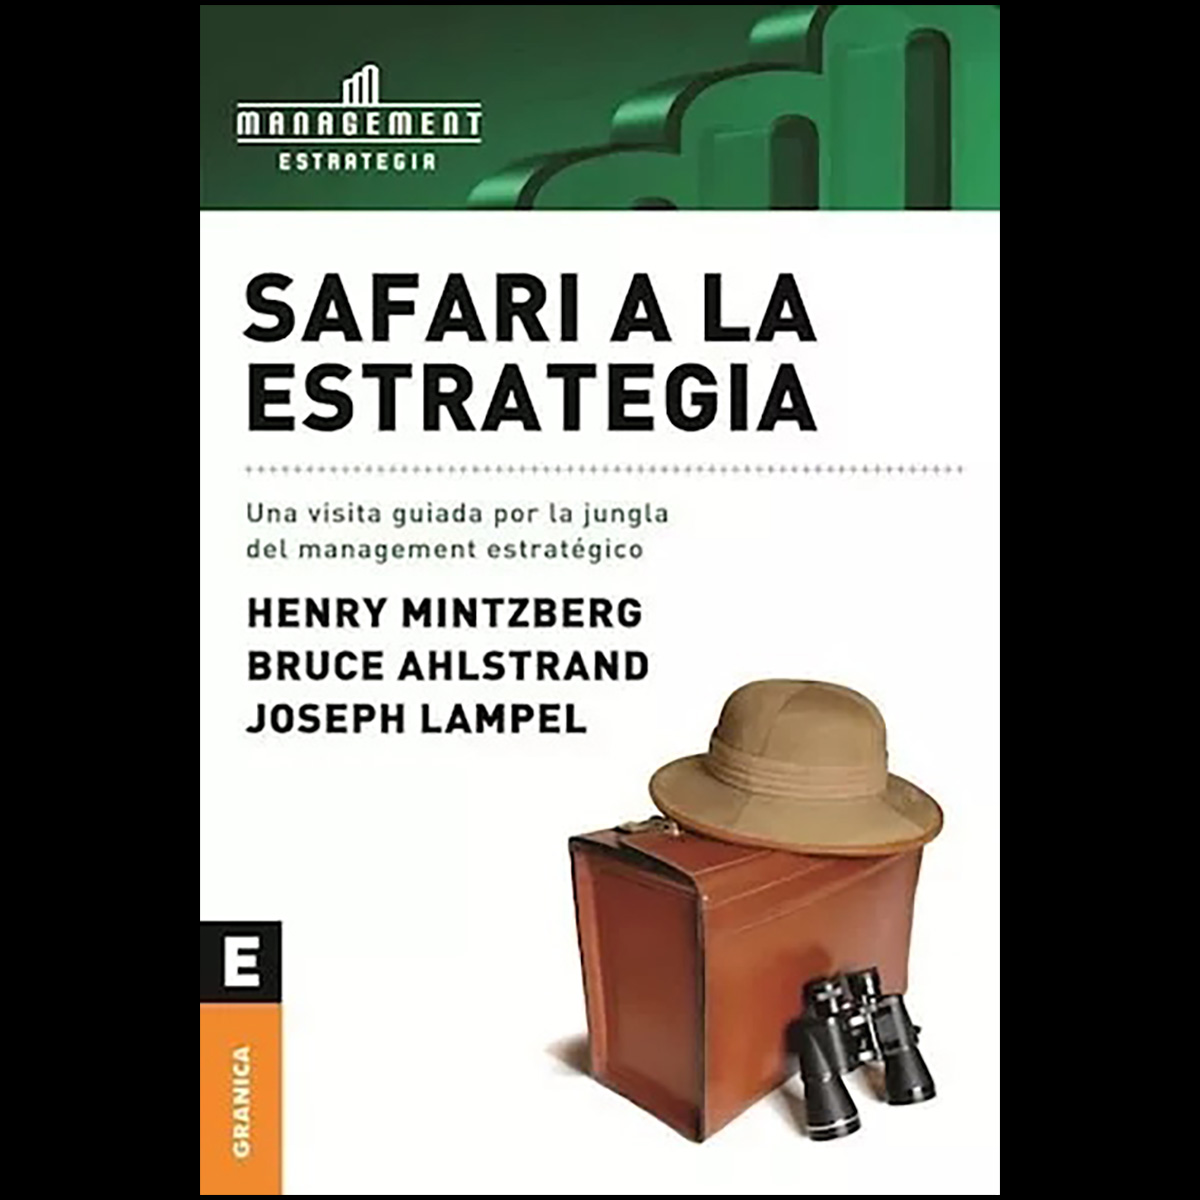 MANAGEMENT
ESTRATEGIA
SAFARI A LA
ESTRATEGIA
Una visita guiada por la jungla
del management estratégico
HENRY MINTZBERG
BRUCE AHLSTRAND
JOSEPH LAMPEL
E
GRANICA